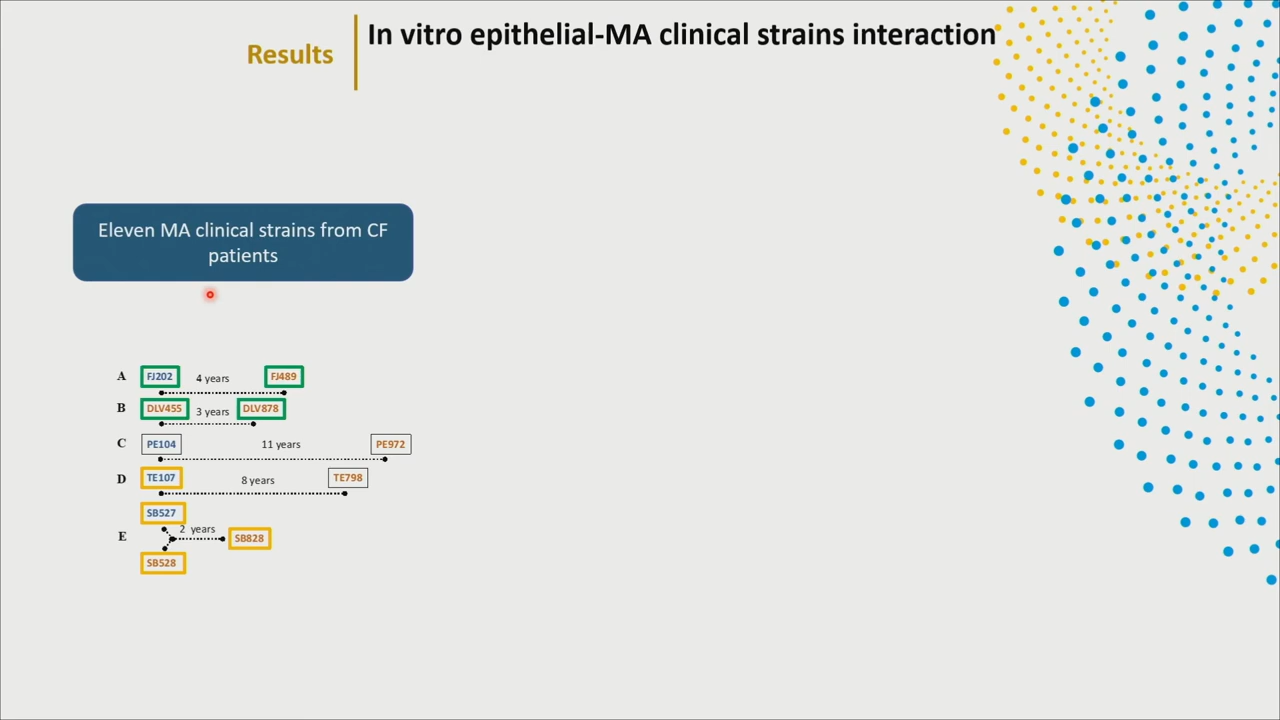 Results
In vitro epithelial-MA clinical strains interaction
Eleven MA clinical strains from CF
patients
A FJ202 4 years FJ489
B DLV455 3 years DLV878
C PE104 11 years PE972
D TE107 8 years TE798
SB527
2 years
E SB828
SB528